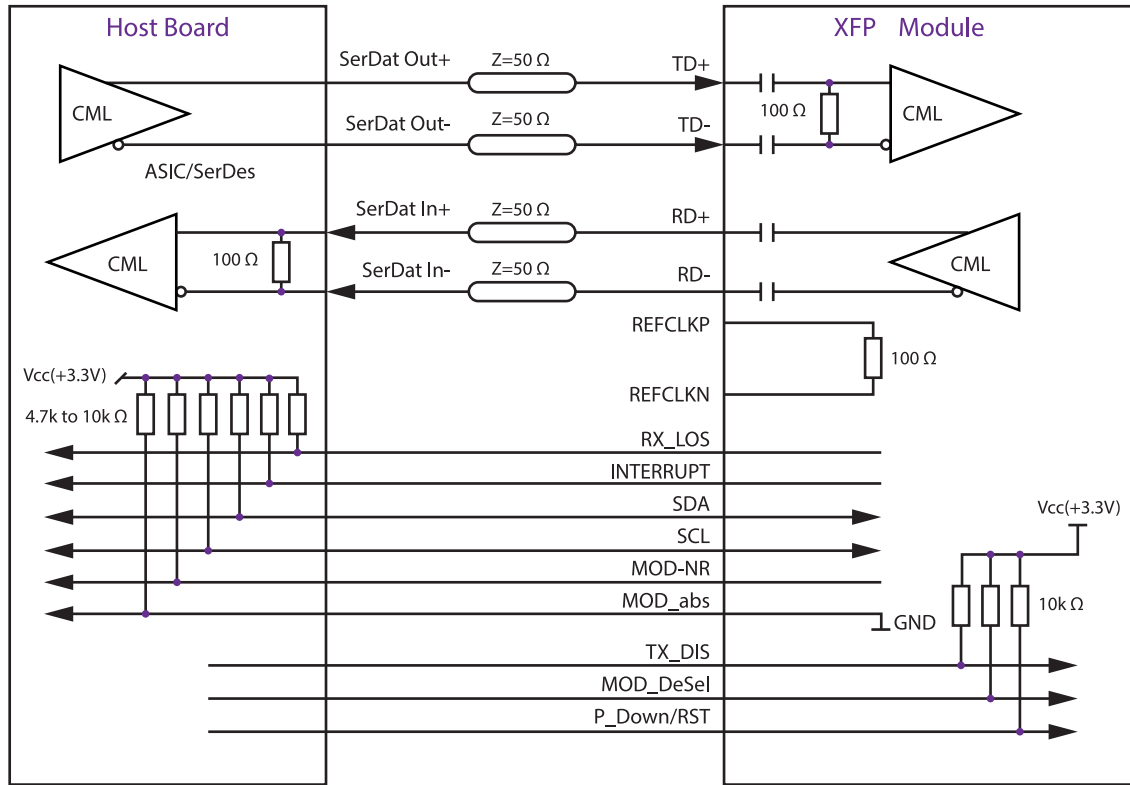 Host Board
XFP Module
SerDat Out+
Z=50 Ω
TD+
CML
100 Ω
CML
SerDat Out-
Z=50 Ω
TD-
ASIC/SerDes
SerDat In+
Z=50 Ω
RD+
CML
100 Ω
SerDat In-
Z=50 Ω
RD-
CML
REFCLKP
100 Ω
REFCLKN
Vcc(+3.3V)
4.7k to 10k Ω
RX_LOS
INTERRUPT
SDA
Vcc(+3.3V)
SCL
MOD-NR
MOD_abs
10k Ω
GND
TX_DIS
MOD_DeSel
P_Down/RST